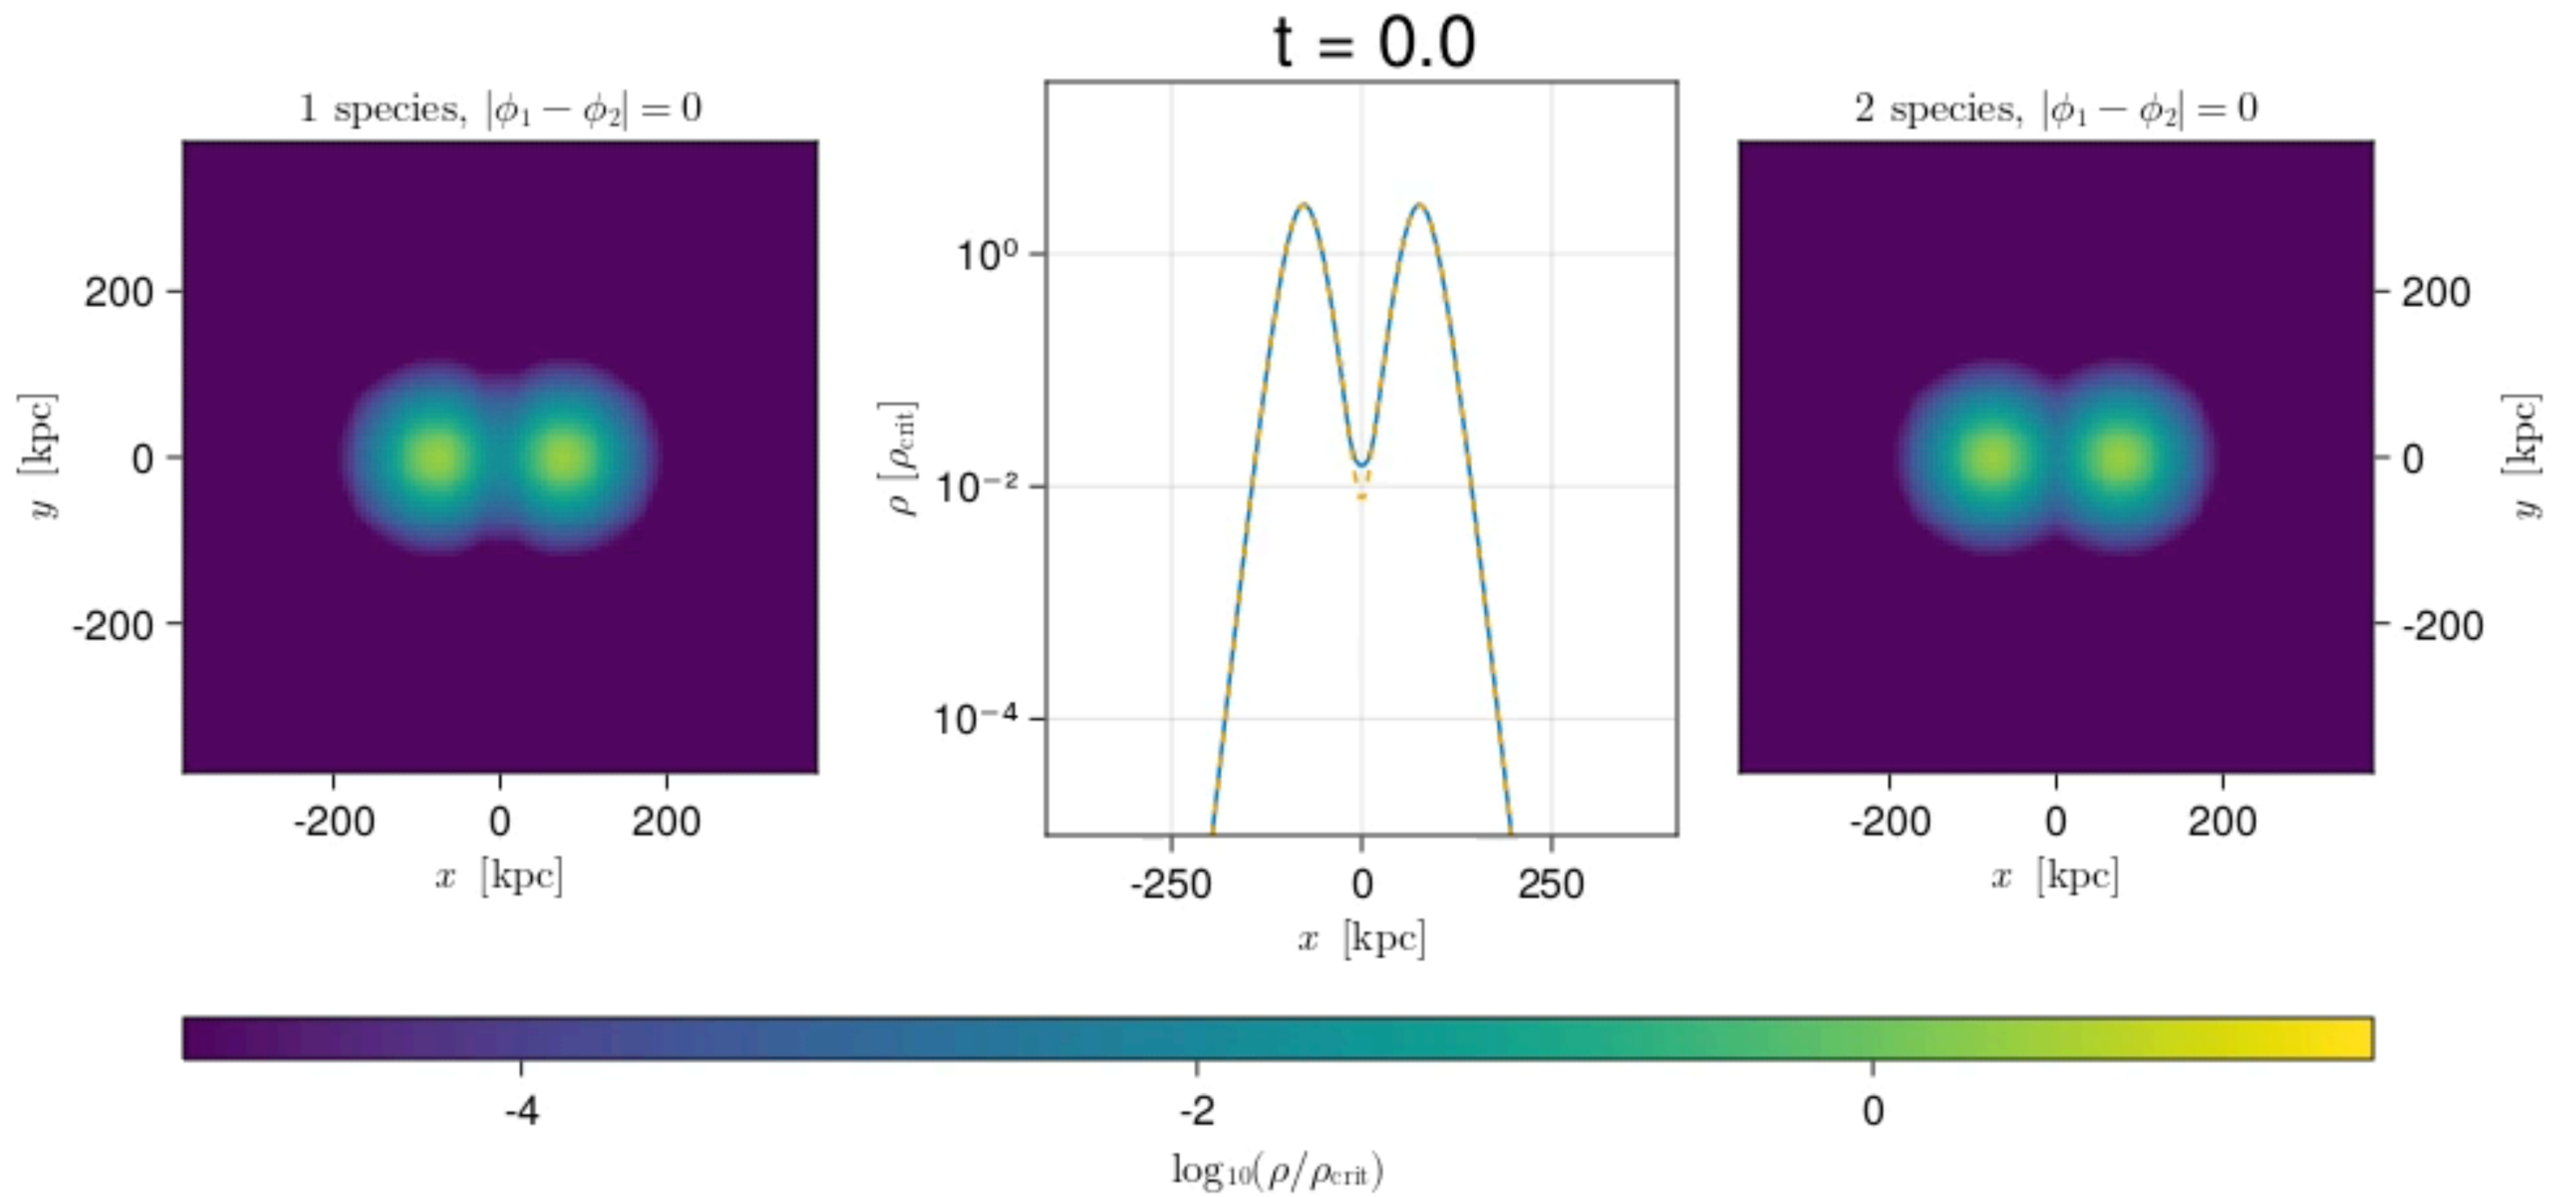 t = 0.0
1 species, |ϕ₁ − ϕ₂| = 0
2 species, |ϕ₁ − ϕ₂| = 0
y [kpc]
200
0
-200
-200 0 200
x [kpc]
ρ [ρ_crit]
10⁰
10⁻²
10⁻⁴
-250 0 250
x [kpc]
200
0
-200
y [kpc]
-200 0 200
x [kpc]
-4 -2 0
log₁₀(ρ/ρ_crit)